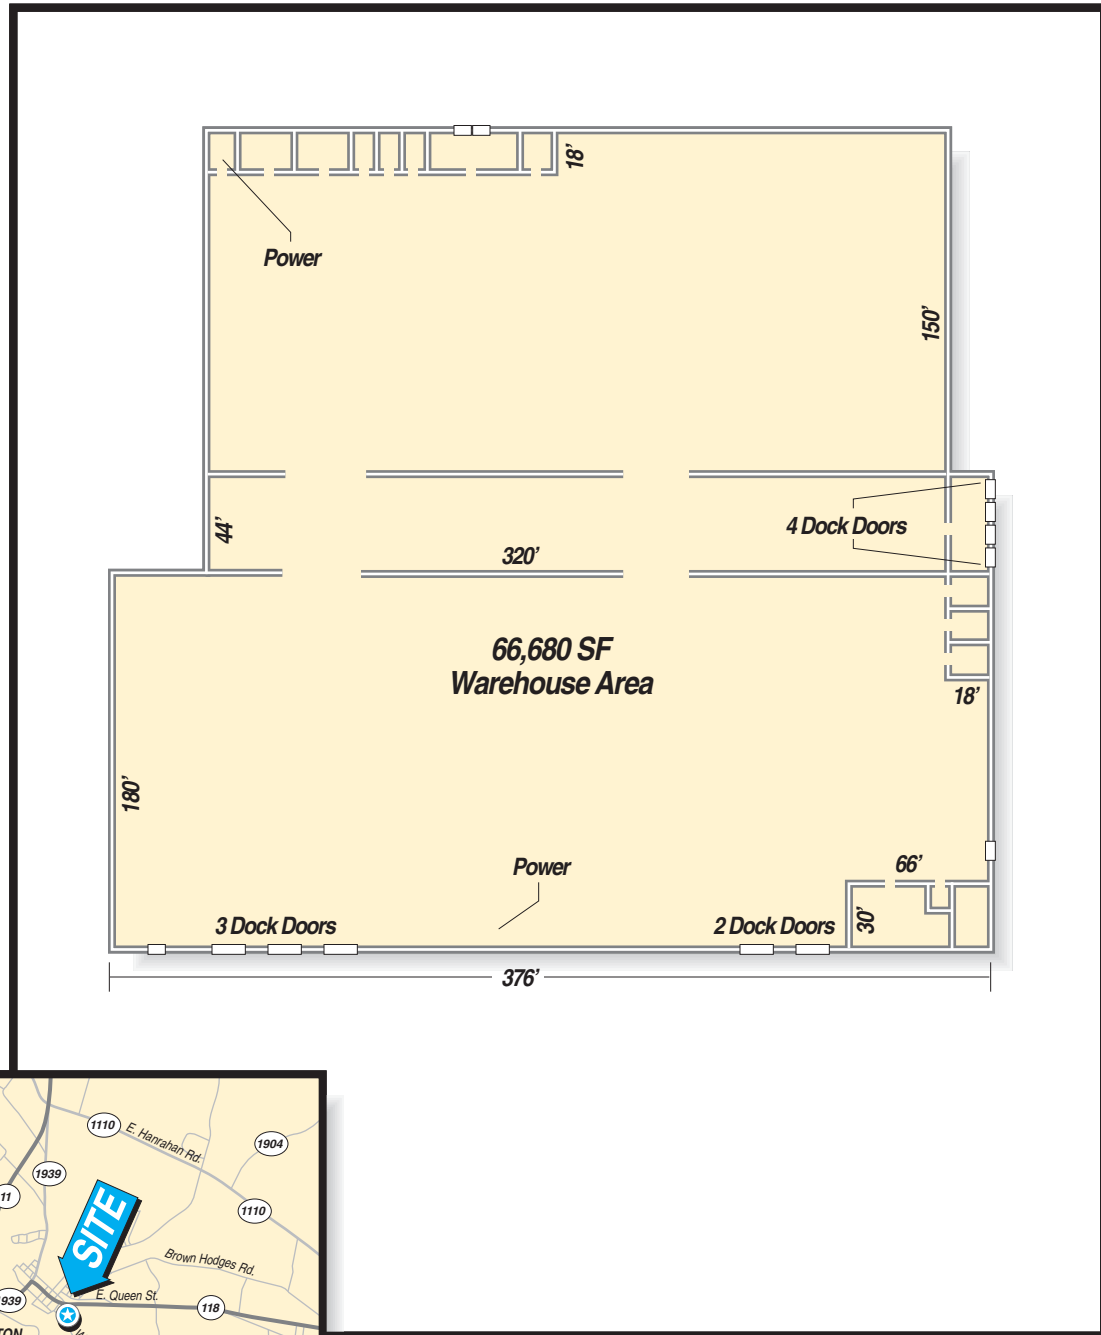 18’
Power
150’
44’
4 Dock Doors
320’
66,680 SF
Warehouse Area
18’
180’
66’
Power
30’
3 Dock Doors
2 Dock Doors
376’
1110
E. Hanrahan Rd.
1904
1939
11
1110
SITE
Brown Hodges Rd.
E. Queen St.
1939
118